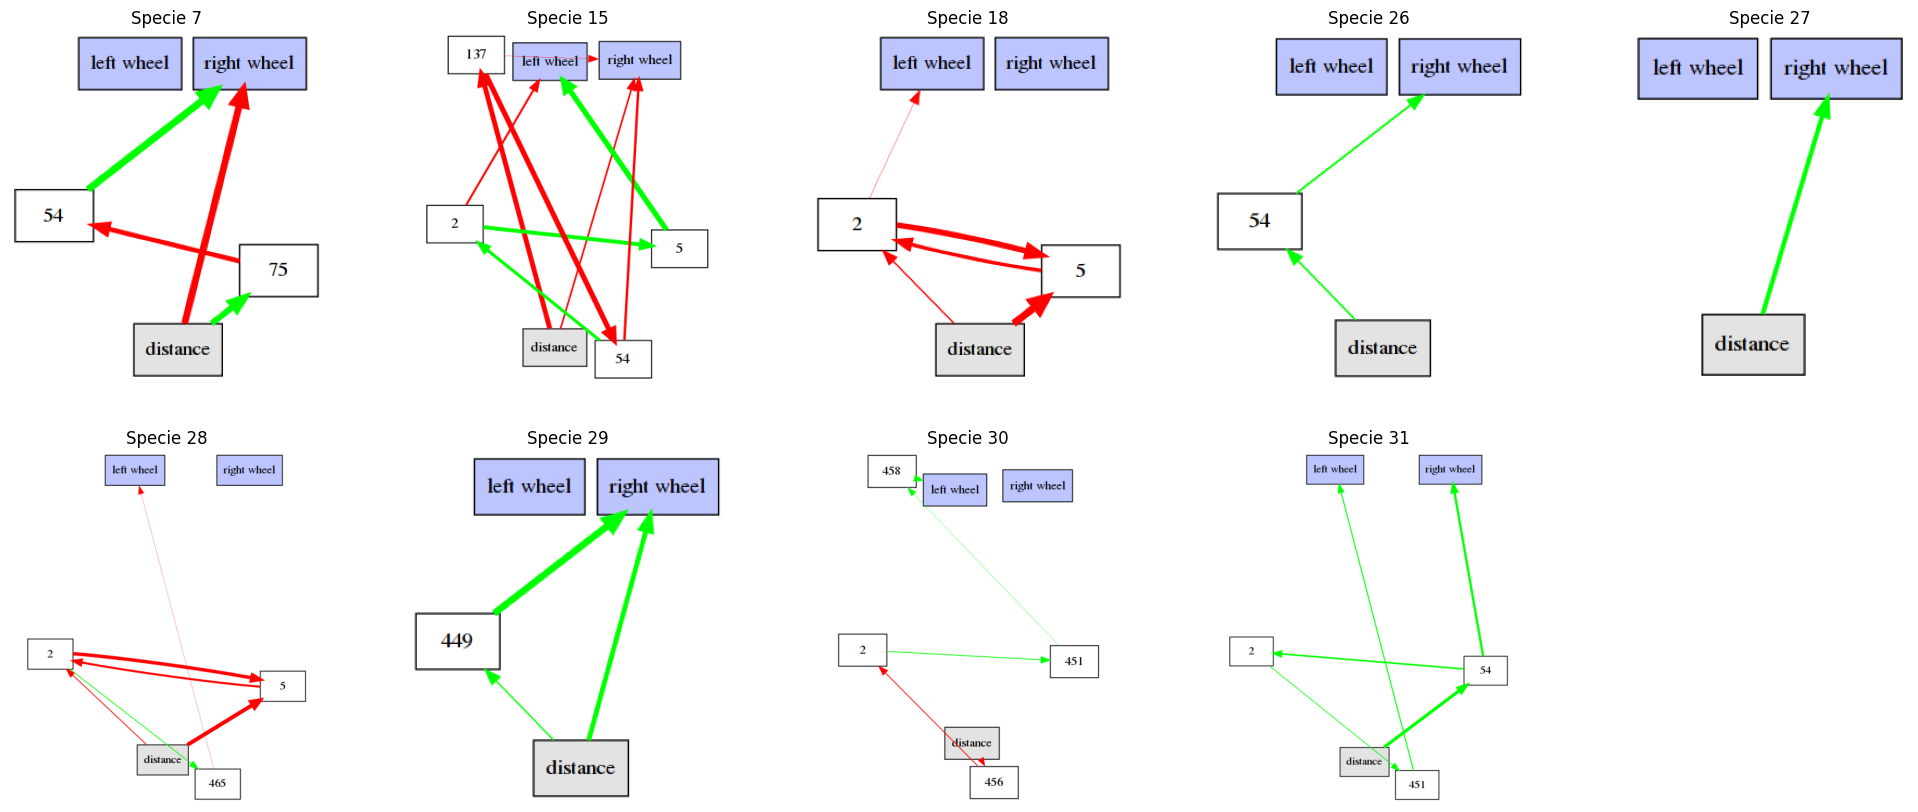 Specie 7
left wheel
right wheel
54
75
distance
Specie 15
137
left wheel
right wheel
2
5
distance
54
Specie 18
left wheel
right wheel
2
5
distance
Specie 26
left wheel
right wheel
54
distance
Specie 27
left wheel
right wheel
distance
Specie 28
left wheel
right wheel
2
5
distance
465
Specie 29
left wheel
right wheel
449
distance
Specie 30
458
left wheel
right wheel
2
451
distance
456
Specie 31
left wheel
right wheel
2
54
distance
451